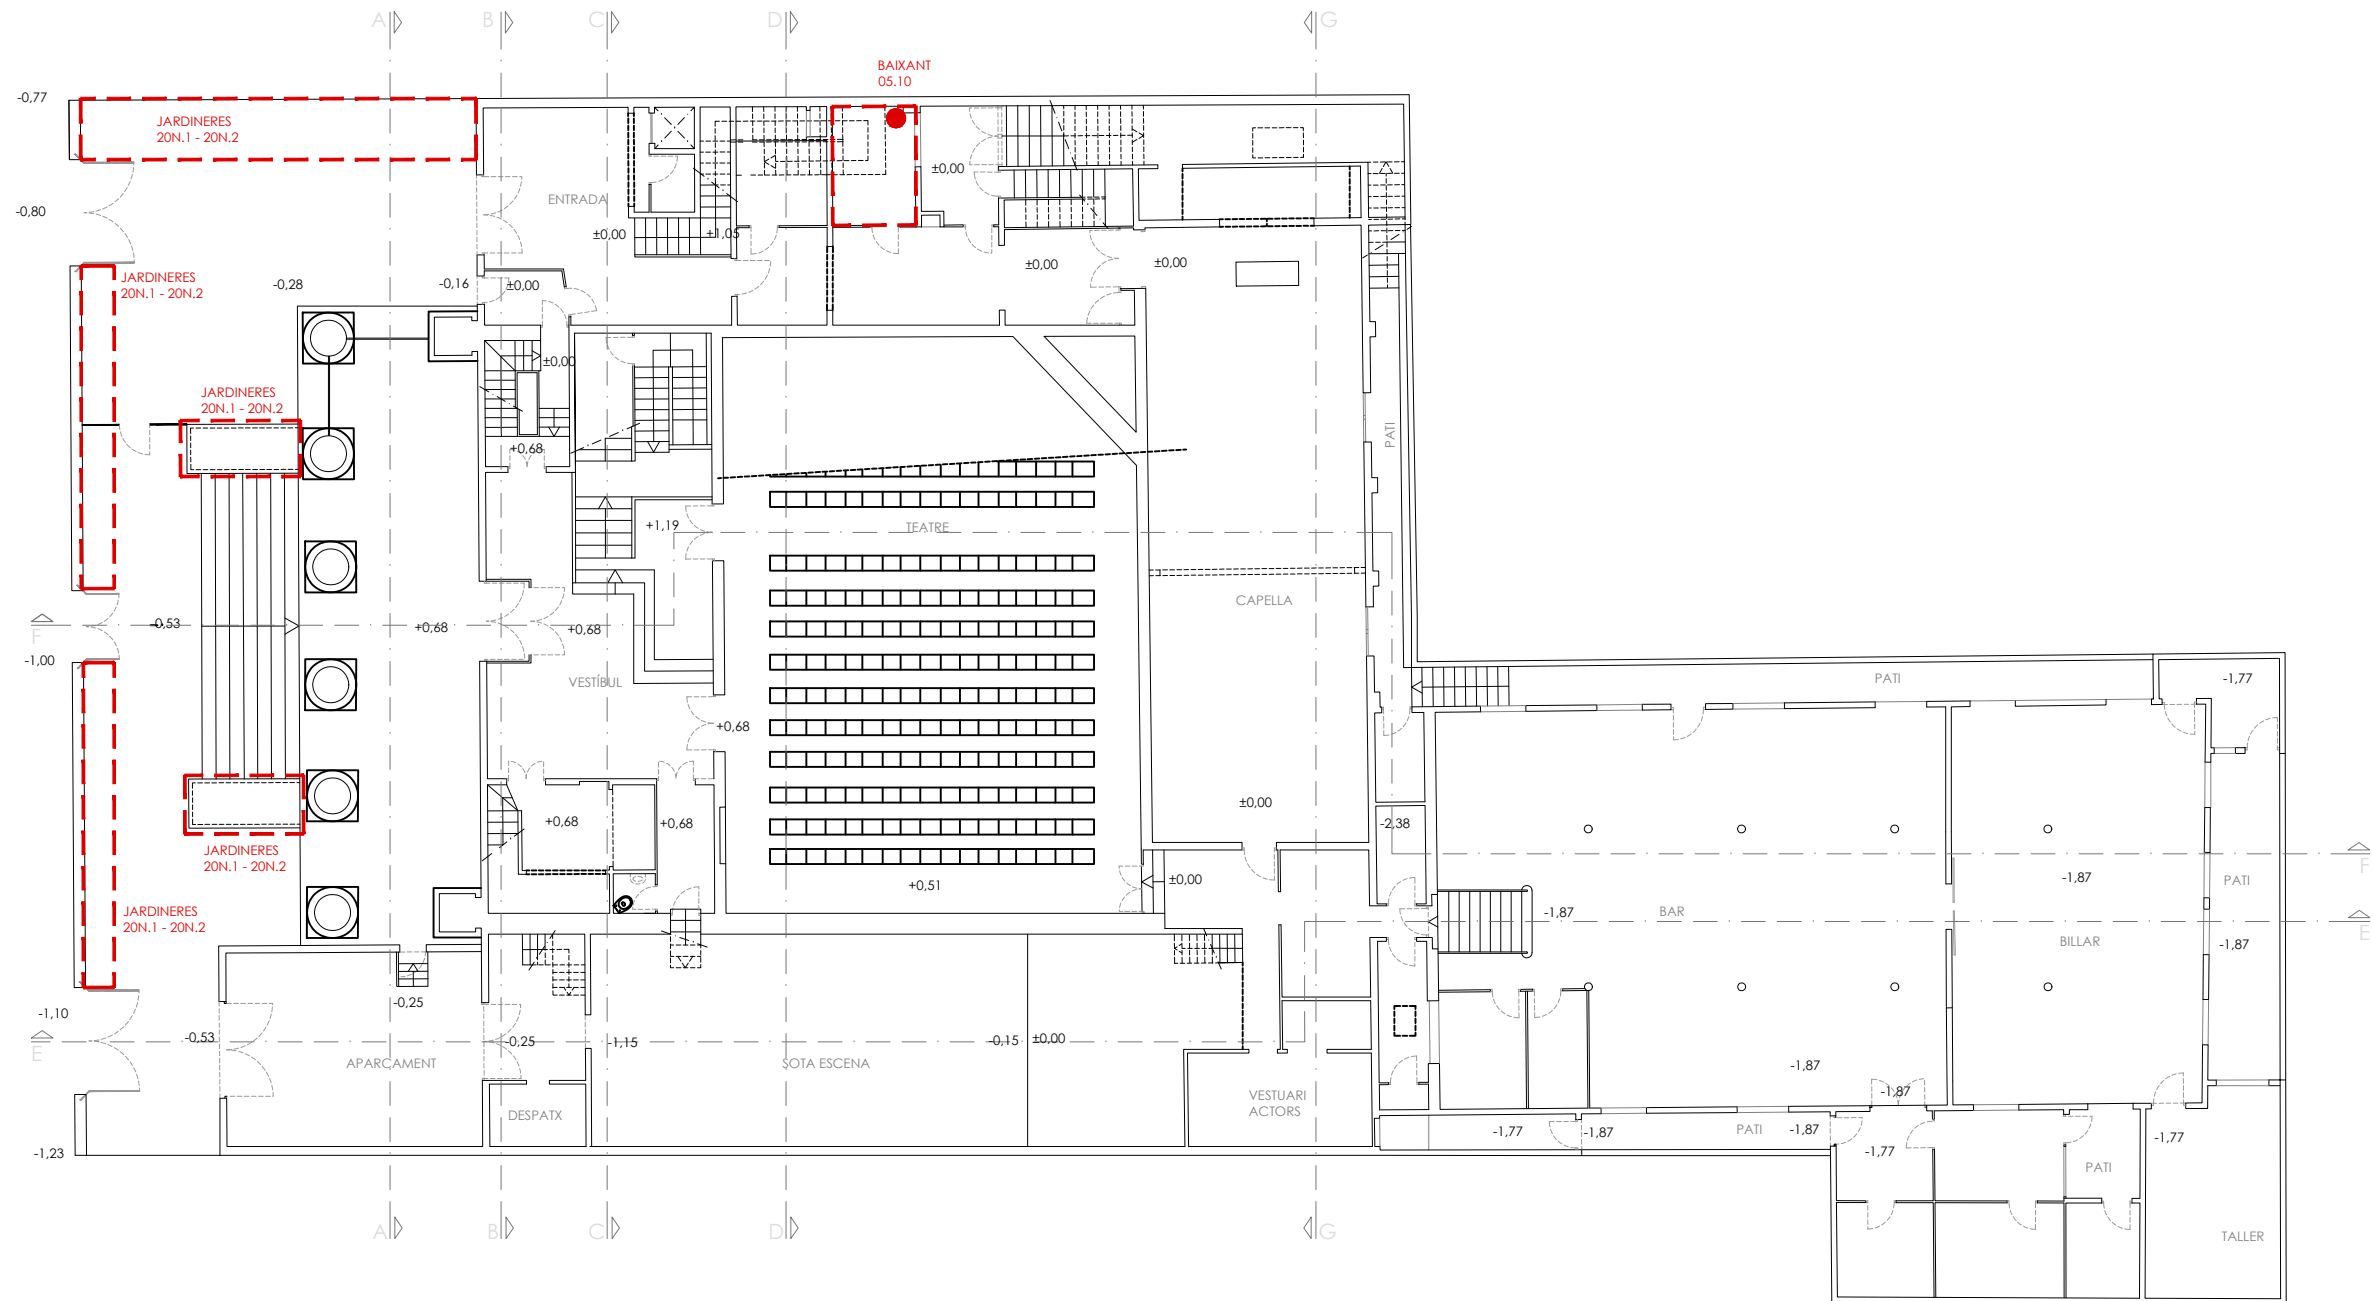 A
B
C
D
G
BAIXANT
05.10
-0,77
JARDINERES
20N.1 - 20N.2
±0,00
ENTRADA
-0,80
±0,00
+1,05
±0,00
±0,00
JARDINERES
20N.1 - 20N.2
-0,28
-0,16
±0,00
±0,00
JARDINERES
20N.1 - 20N.2
+0,68
PATI
+1,19
TEATRE
CAPELLA
F
-0,53
+0,68
+0,68
-1,00
VESTÍBUL
PATI
-1,77
+0,68
±0,00
+0,68
+0,68
-2,38
JARDINERES
20N.1 - 20N.2
F
+0,51
±0,00
-1,87
PATI
JARDINERES
20N.1 - 20N.2
-1,87
BAR
E
BILLAR
-1,87
-0,25
-1,10
E
-0,53
-0,25
-1,15
-0,15
±0,00
APARCAMENT
SOTA ESCENA
-1,87
-1,87
DESPATX
VESTUARI
ACTORS
-1,77
-1,87
PATI
-1,87
-1,77
-1,23
-1,77
PATI
A
B
C
D
G
TALLER